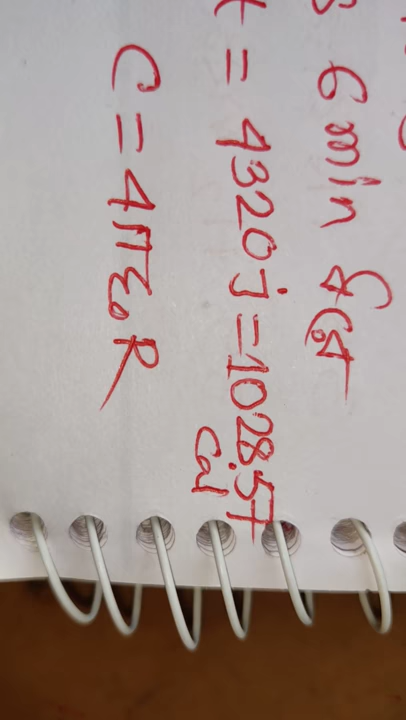 6 min
= 4320 j = 1028.57
Cal
C = 4πε₀R